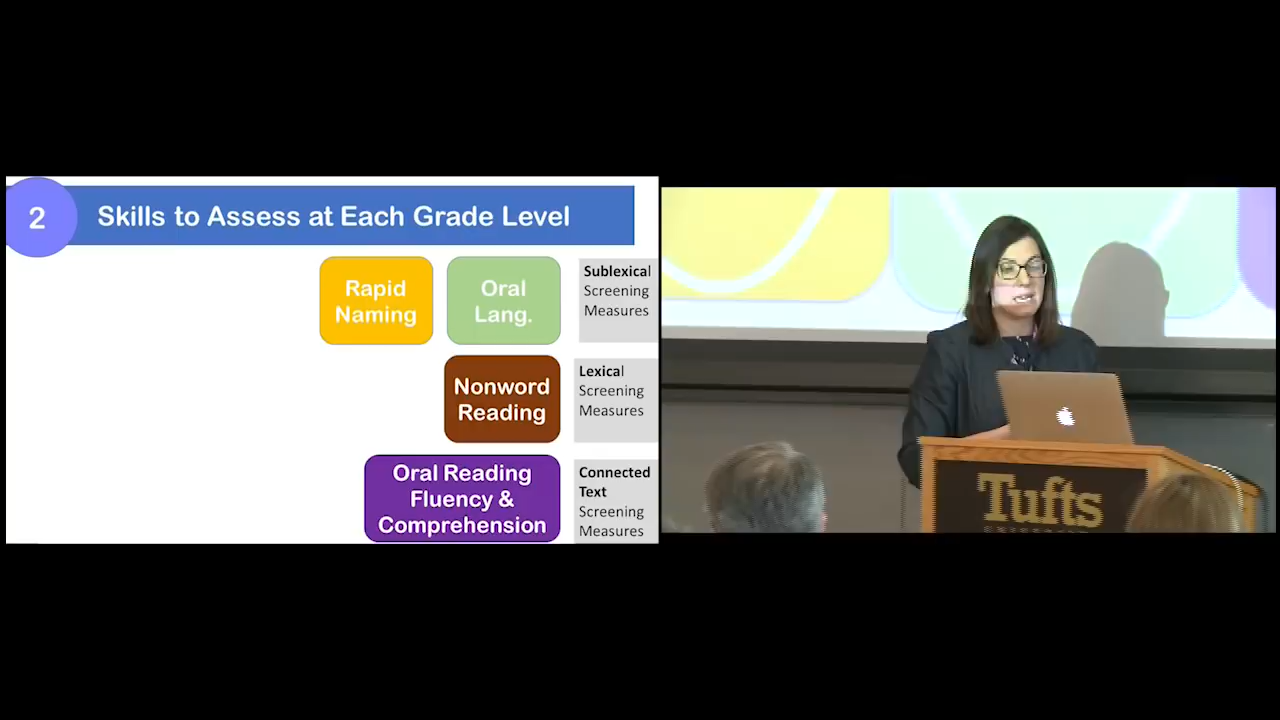 2
Skills to Assess at Each Grade Level
Rapid
Naming
Oral
Lang.
Sublexical
Screening
Measures
Nonword
Reading
Lexical
Screening
Measures
Oral Reading
Fluency &
Comprehension
Connected
Text
Screening
Measures
Tufts